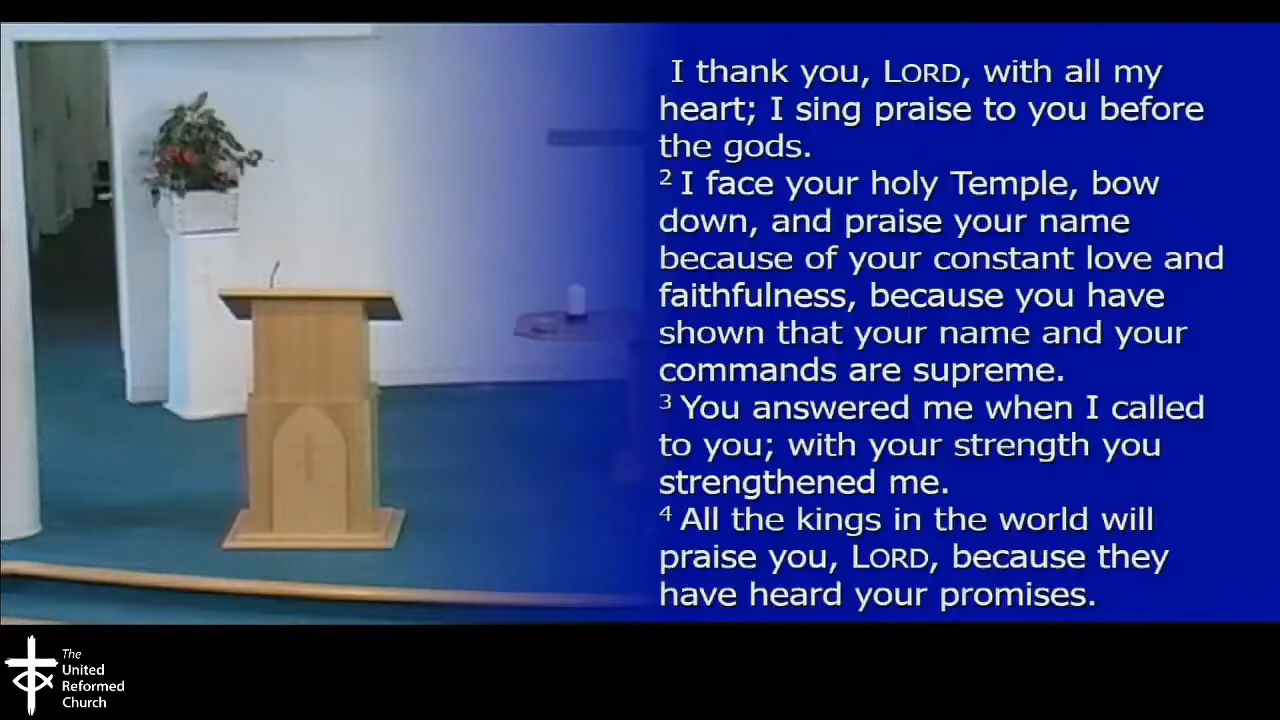 I thank you, LORD, with all my
heart; I sing praise to you before
the gods.
2 I face your holy Temple, bow
down, and praise your name
because of your constant love and
faithfulness, because you have
shown that your name and your
commands are supreme.
3 You answered me when I called
to you; with your strength you
strengthened me.
4 All the kings in the world will
praise you, LORD, because they
have heard your promises.
The
United
Reformed
Church